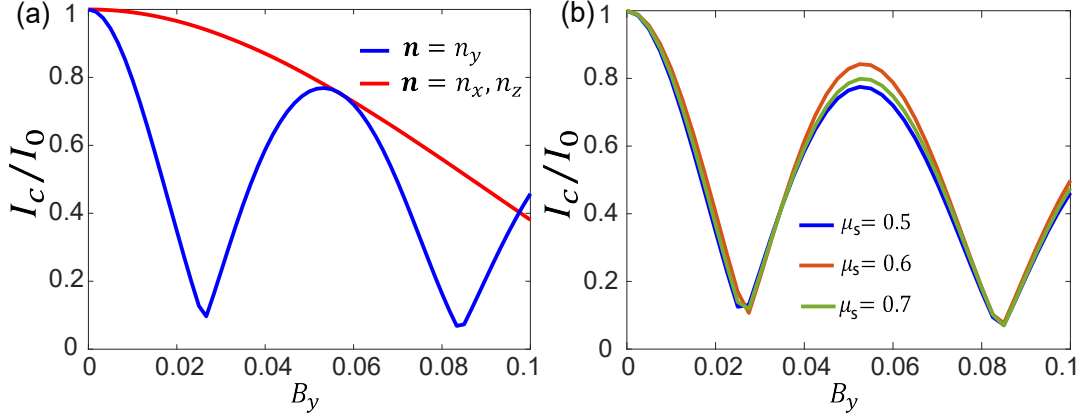 (a)
1
0.8
0.6
0.4
0.2
0
0 0.02 0.04 0.06 0.08 0.1
I_c/I_0
B_y
n = n_y
n = n_x, n_z
(b)
1
0.8
0.6
0.4
0.2
0
0 0.02 0.04 0.06 0.08 0.1
I_c/I_0
B_y
μ_s= 0.5
μ_s= 0.6
μ_s= 0.7